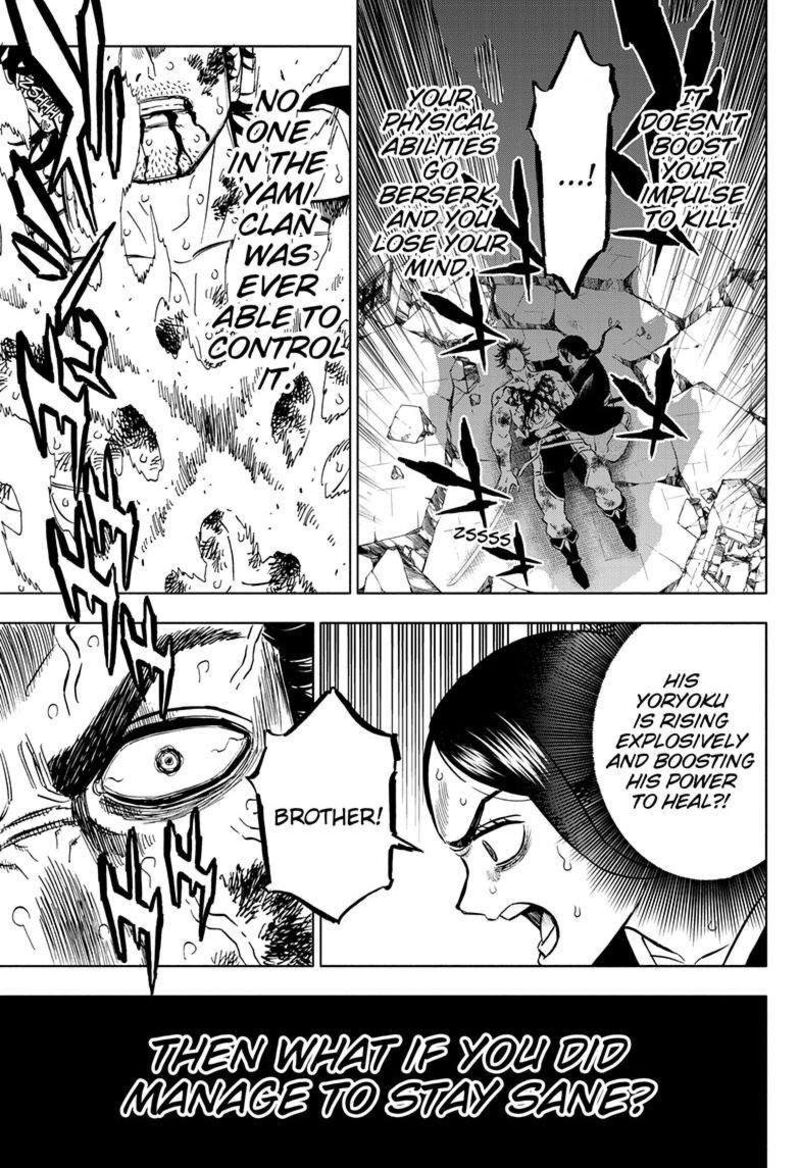 IT
DOESN'T
BOOST
YOUR
IMPULSE
TO KILL.
...!
YOUR
PHYSICAL
ABILITIES
GO
BERSERK,
AND YOU
LOSE YOUR
MIND.
ZSSSS
NO
ONE
IN THE
YAMI
CLAN
WAS
EVER
ABLE TO
CONTROL
IT.
HIS
YORYOKU
IS RISING
EXPLOSIVELY
AND BOOSTING
HIS POWER
TO HEAL?!
BROTHER!
THEN WHAT IF YOU DID
MANAGE TO STAY SANE?